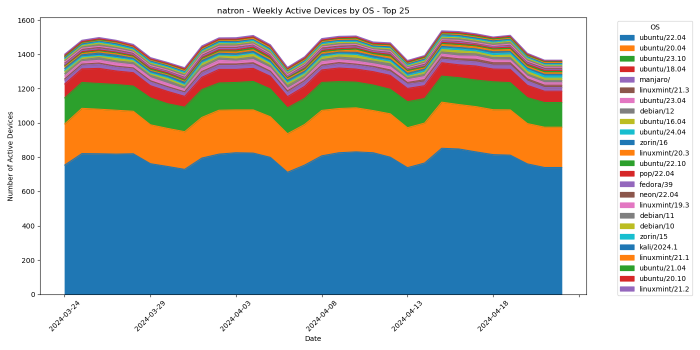 natron - Weekly Active Devices by OS - Top 25
Number of Active Devices
1600
1400
1200
1000
800
600
400
200
0
2024-03-24
2024-03-29
2024-04-03
2024-04-08
2024-04-13
2024-04-18
Date
OS
ubuntu/22.04
ubuntu/20.04
ubuntu/23.10
ubuntu/18.04
manjaro/
linuxmint/21.3
ubuntu/23.04
debian/12
ubuntu/16.04
ubuntu/24.04
zorin/16
linuxmint/20.3
ubuntu/22.10
pop/22.04
fedora/39
neon/22.04
linuxmint/19.3
debian/11
debian/10
zorin/15
kali/2024.1
linuxmint/21.1
ubuntu/21.04
ubuntu/20.10
linuxmint/21.2